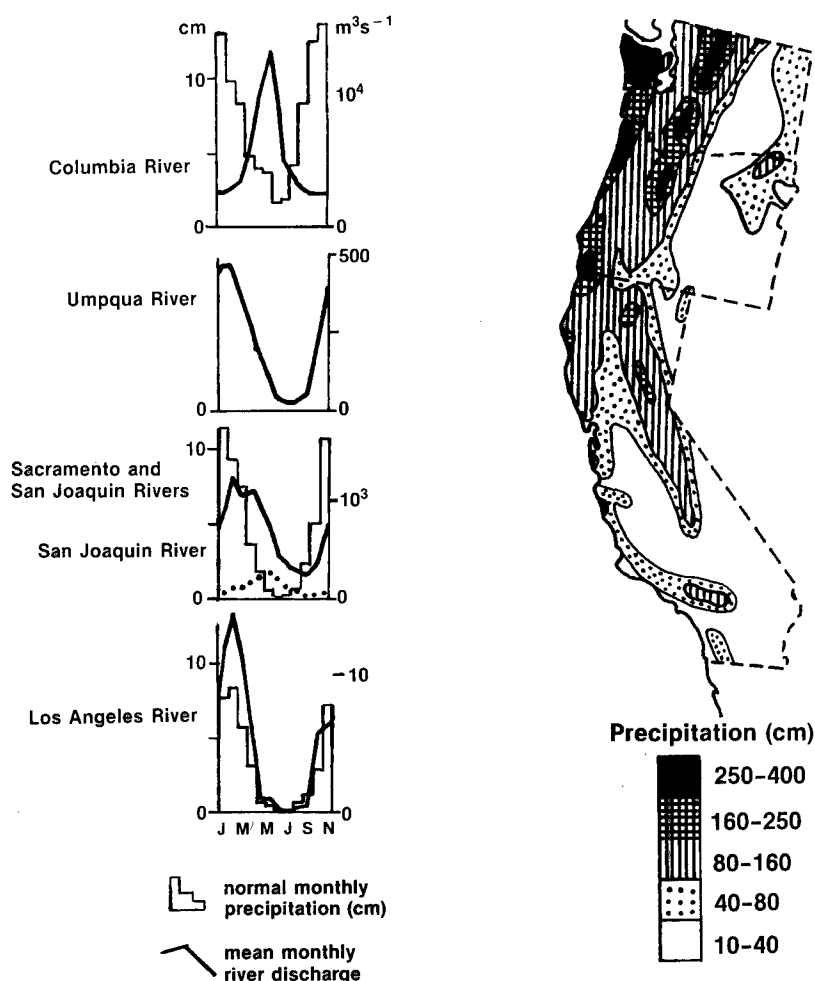 cm
m³s⁻¹
10
10⁴
Columbia River
0
0
500
Umpqua River
0
0
10
Sacramento and
San Joaquin Rivers
10³
San Joaquin River
0
0
10
10
Los Angeles River
0
0
J M M J S N
normal monthly
precipitation (cm)
mean monthly
river discharge
Precipitation (cm)
250-400
160-250
80-160
40-80
10-40